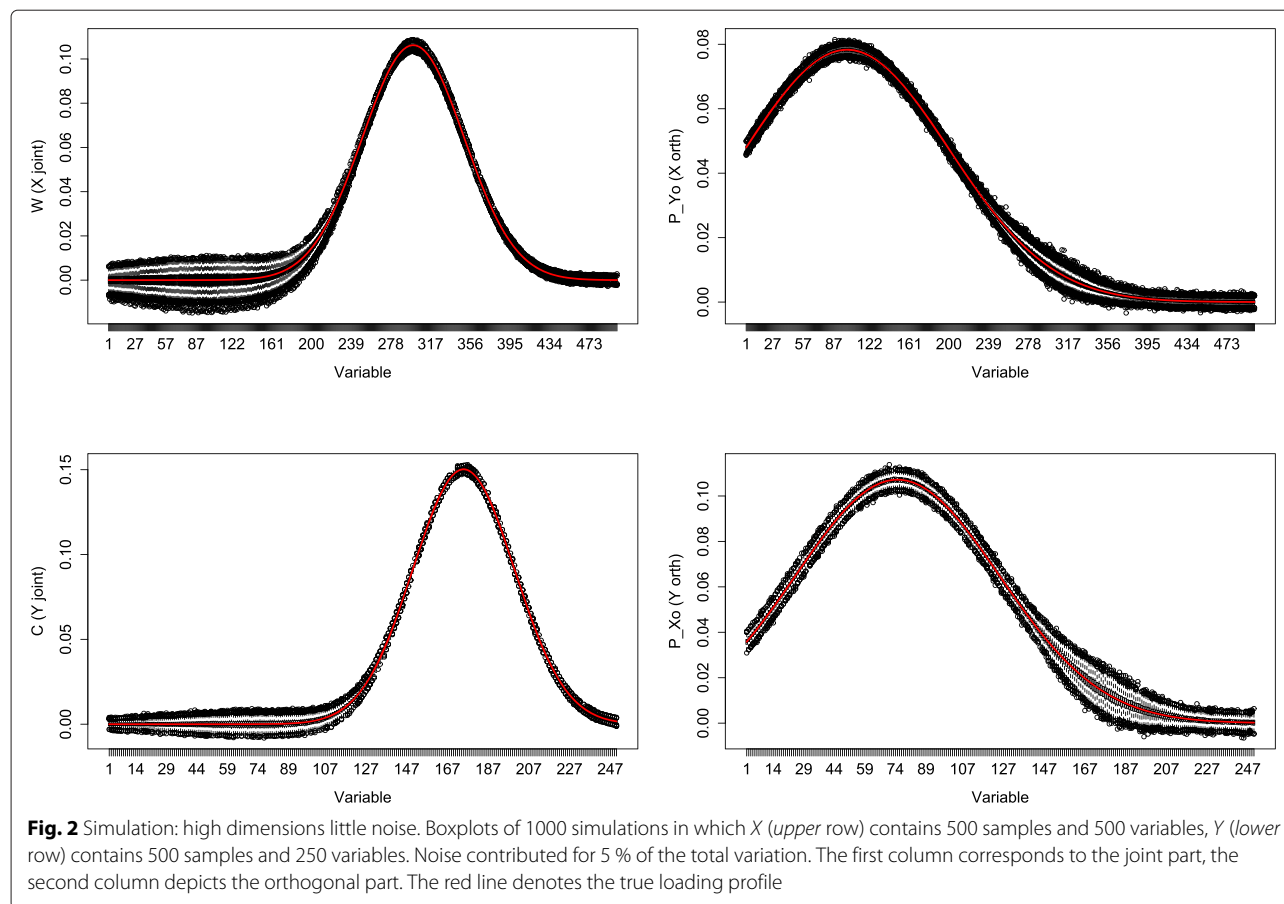 W (X joint)
0.00 0.02 0.04 0.06 0.08 0.10
1 27 57 87 122 161 200 239 278 317 356 395 434 473
Variable
P_Yo (X orth)
0.00 0.02 0.04 0.06 0.08
1 27 57 87 122 161 200 239 278 317 356 395 434 473
Variable
C (Y joint)
0.00 0.05 0.10 0.15
1 14 29 44 59 74 89 107 127 147 167 187 207 227 247
Variable
P_Xo (Y orth)
0.00 0.02 0.04 0.06 0.08 0.10
1 14 29 44 59 74 89 107 127 147 167 187 207 227 247
Variable
Fig. 2 Simulation: high dimensions little noise. Boxplots of 1000 simulations in which X (upper row) contains 500 samples and 500 variables, Y (lower
row) contains 500 samples and 250 variables. Noise contributed for 5 % of the total variation. The first column corresponds to the joint part, the
second column depicts the orthogonal part. The red line denotes the true loading profile